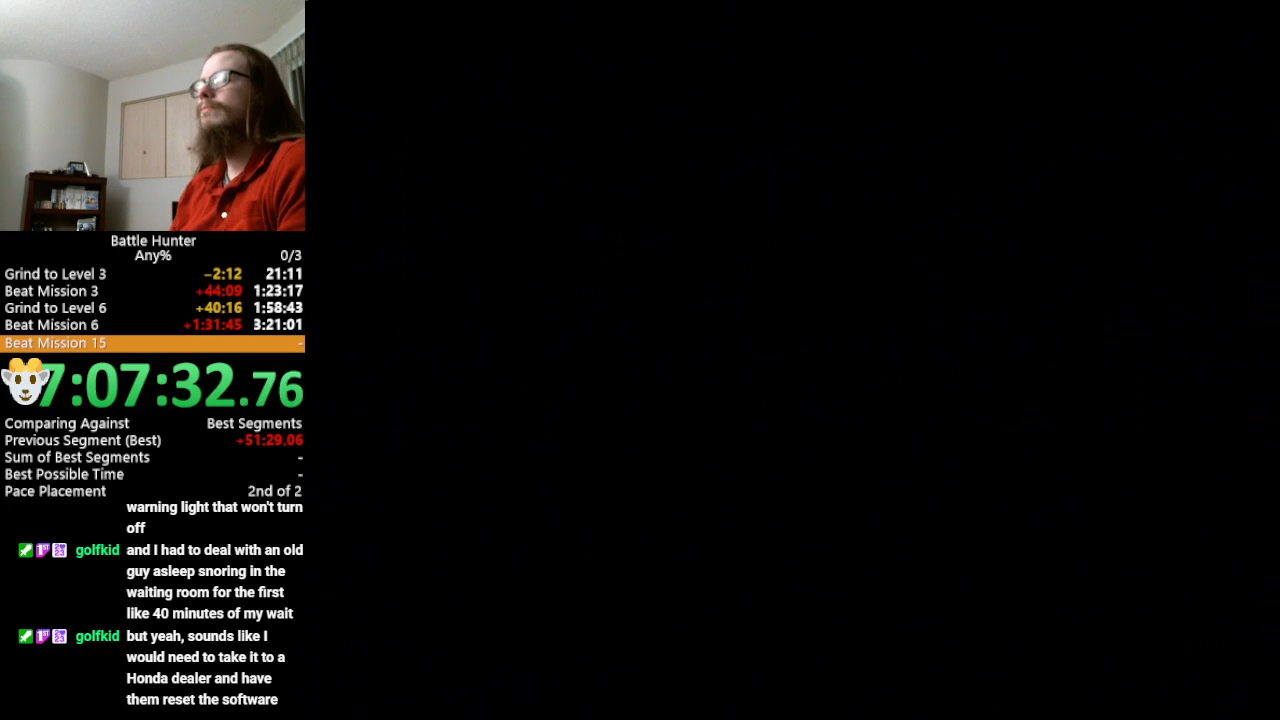 Battle Hunter
Any% 0/3
Grind to Level 3 −2:12 21:11
Beat Mission 3 +44:09 1:23:17
Grind to Level 6 +40:16 1:58:43
Beat Mission 6 +1:31:45 3:21:01
Beat Mission 15 -
7:07:32.76
Comparing Against Best Segments
Previous Segment (Best) +51:29.06
Sum of Best Segments -
Best Possible Time -
Pace Placement 2nd of 2
warning light that won't turn
off
golfkid and I had to deal with an old
guy asleep snoring in the
waiting room for the first
like 40 minutes of my wait
golfkid but yeah, sounds like I
would need to take it to a
Honda dealer and have
them reset the software